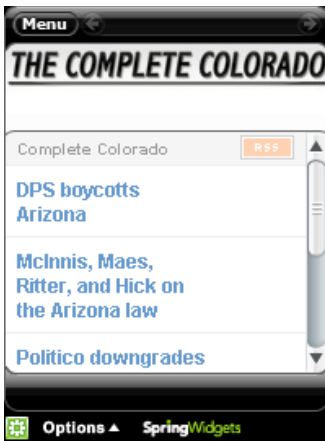 Menu
THE COMPLETE COLORADO
Complete Colorado
RSS
DPS boycotts
Arizona
McInnis, Maes,
Ritter, and Hick on
the Arizona law
Politico downgrades
Options
SpringWidgets